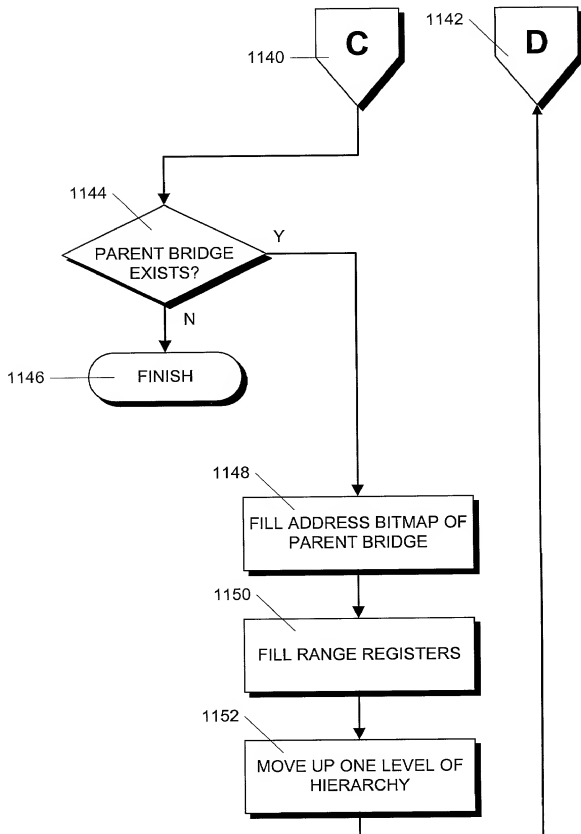 C
1140
1142
D
1144
PARENT BRIDGE
EXISTS?
Y
N
1146
FINISH
1148
FILL ADDRESS BITMAP OF
PARENT BRIDGE
1150
FILL RANGE REGISTERS
1152
MOVE UP ONE LEVEL OF
HIERARCHY